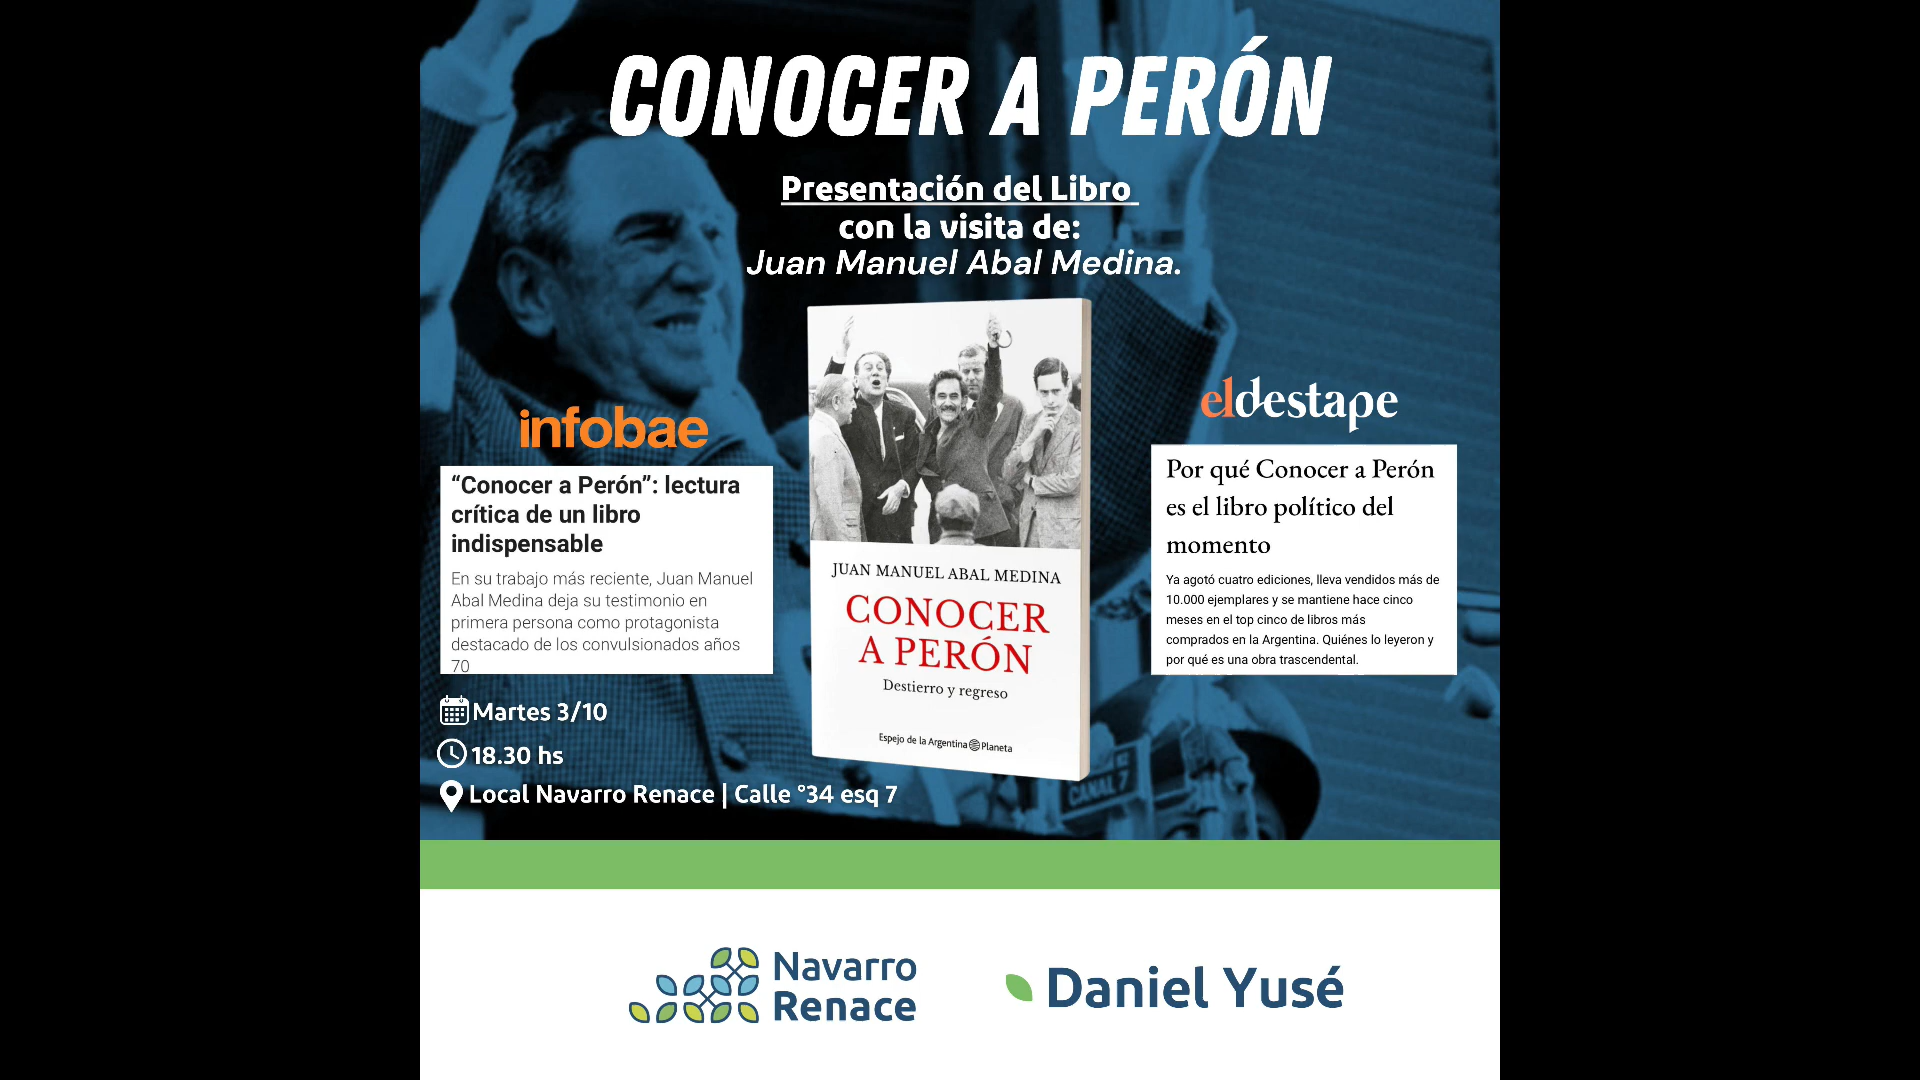 CONOCER A PERÓN
Presentación del Libro
con la visita de:
Juan Manuel Abal Medina.
infobae
“Conocer a Perón”: lectura
crítica de un libro
indispensable
En su trabajo más reciente, Juan Manuel
Abal Medina deja su testimonio en
primera persona como protagonista
destacado de los convulsionados años
70
JUAN MANUEL ABAL MEDINA
CONOCER
A PERÓN
Destierro y regreso
Espejo de la Argentina Planeta
eldestape
Por qué Conocer a Perón
es el libro político del
momento
Ya agotó cuatro ediciones, lleva vendidos más de
10.000 ejemplares y se mantiene hace cinco
meses en el top cinco de libros más
comprados en la Argentina. Quiénes lo leyeron y
por qué es una obra trascendental.
Martes 3/10
18.30 hs
Local Navarro Renace | Calle °34 esq 7
CANAL 7
Navarro
Renace
Daniel Yusé